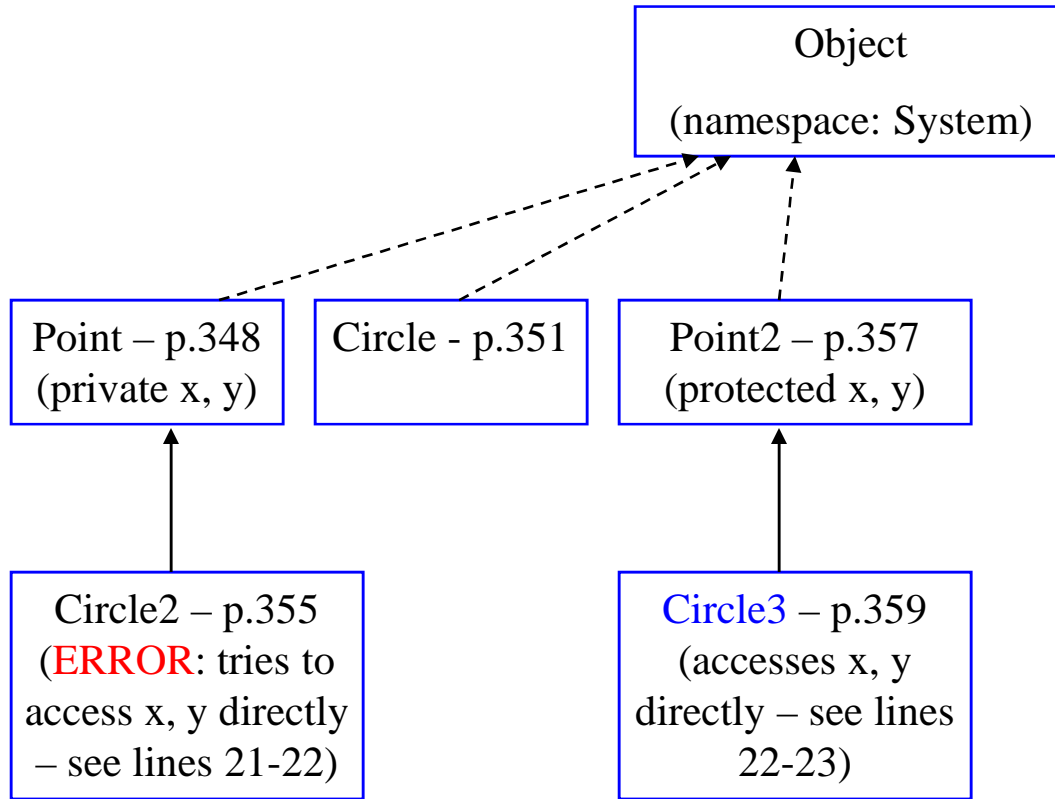 Object
(namespace: System)
Point – p.348
(private x, y)
Circle - p.351
Point2 – p.357
(protected x, y)
Circle2 – p.355
(ERROR: tries to
access x, y directly
– see lines 21-22)
Circle3 – p.359
(accesses x, y
directly – see lines
22-23)